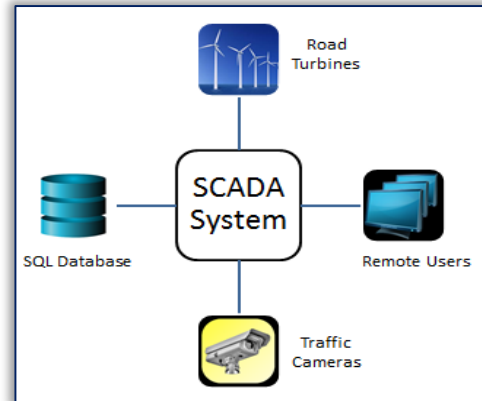 Road
Turbines
SCADA
System
SQL Database
Remote Users
Traffic
Cameras